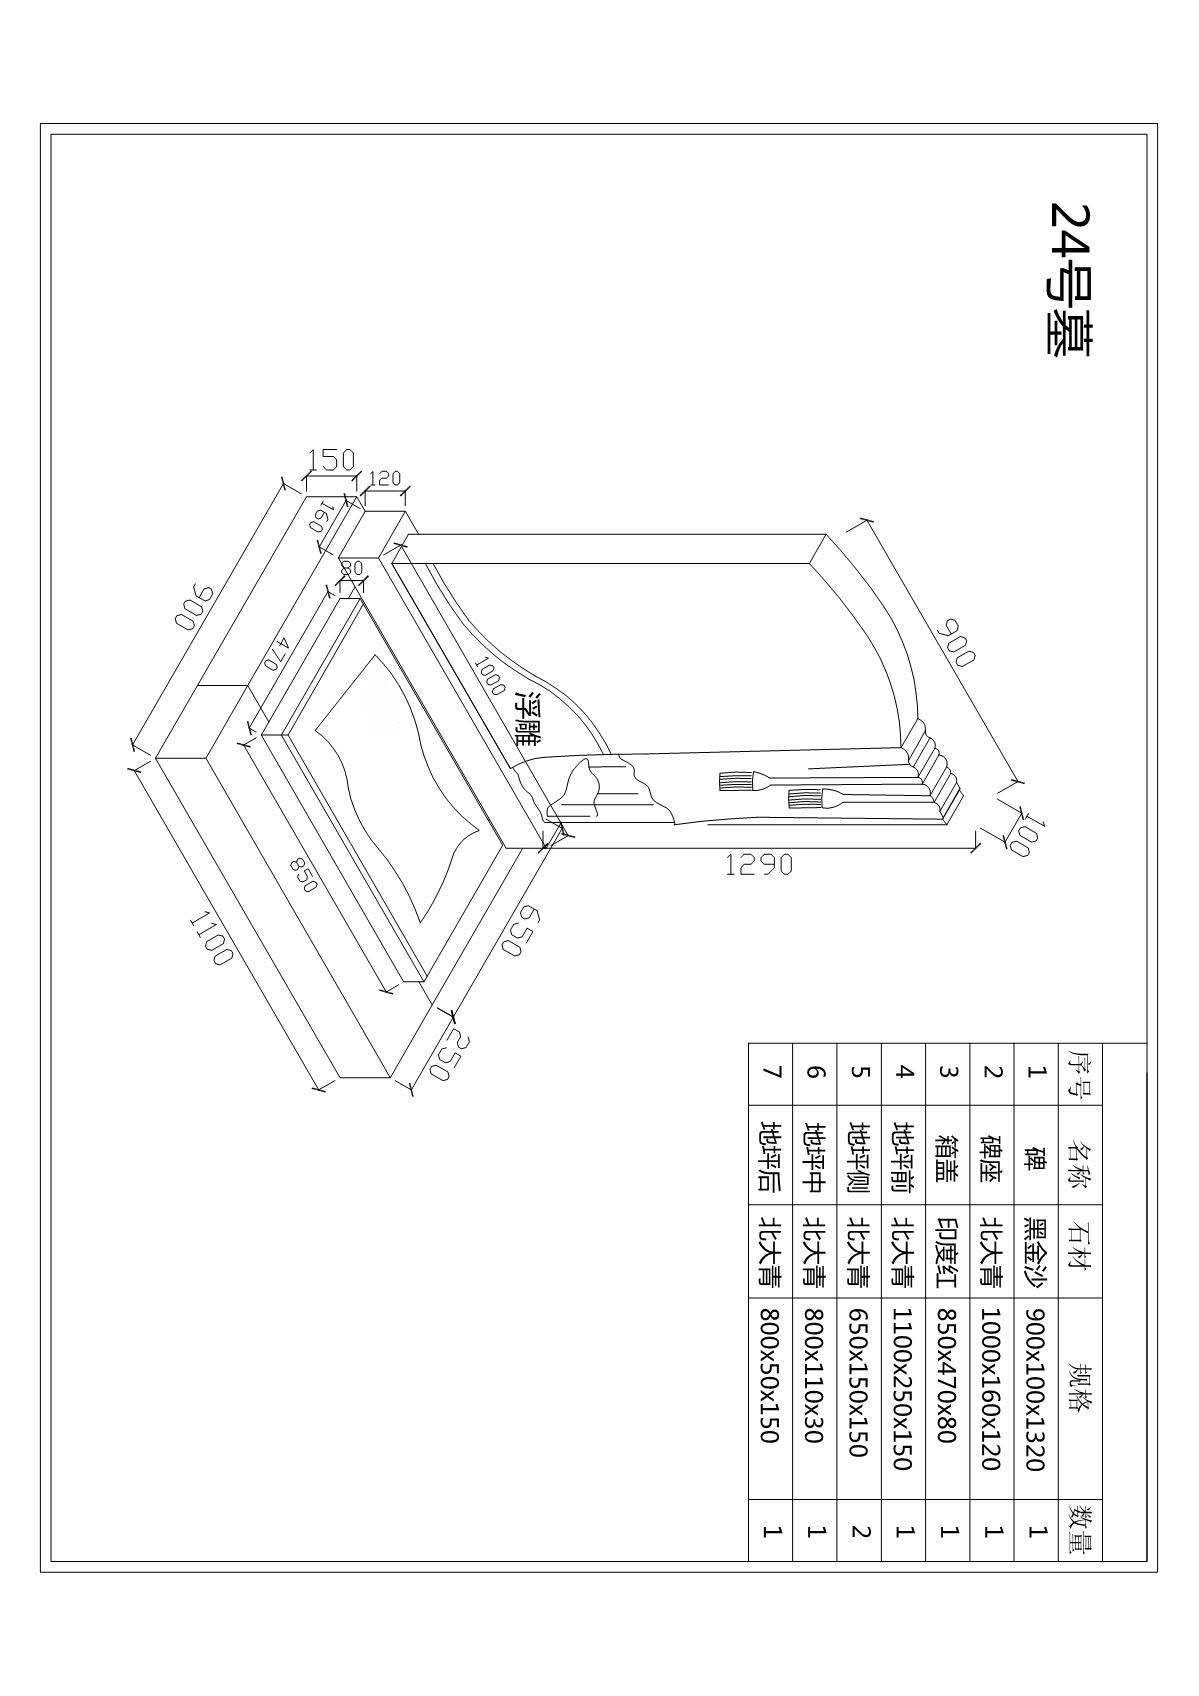 24号墓
900
100
1290
浮雕
1000
120
150
160
80
470
900
850
1100
650
250
序号 名称 石材 规格 数量
1 碑 黑金沙 900x100x1320 1
2 碑座 北大青 1000x160x120 1
3 箱盖 印度红 850x470x80 1
4 地坪前 北大青 1100x250x150 1
5 地坪侧 北大青 650x150x150 2
6 地坪中 北大青 800x110x30 1
7 地坪后 北大青 800x50x150 1